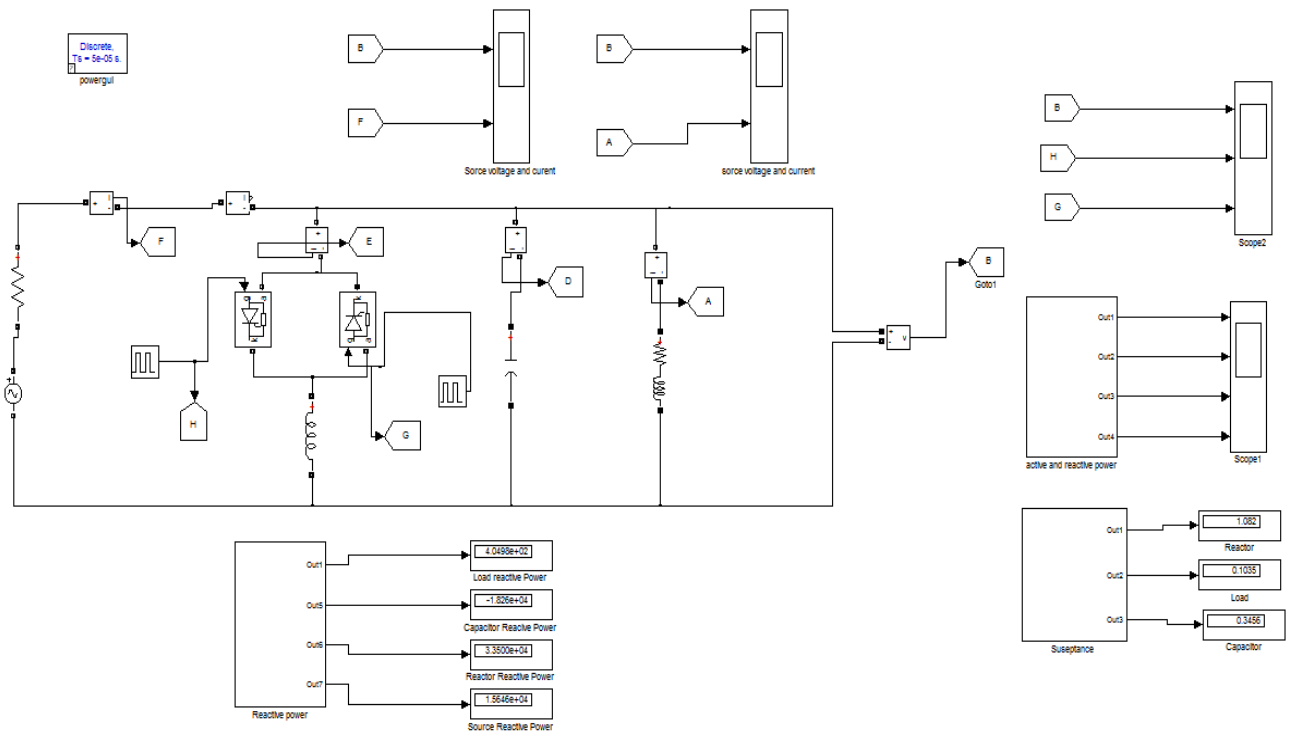 Discrete,
Ts = 5e-05 s.
powergui
B
F
Sorce voltage and curent
B
A
sorce voltage and current
B
H
G
Scope2
F
E
D
A
B
Goto1
H
G
Out1
Out2
Out3
Out4
active and reactive power
Scope1
Out1
Out5
Out6
Out7
Reactive power
4.0498e+02
Load reactive Power
-1.826e+04
Capacitor Reacive Power
3.3500e+04
Reactor Reactive Power
1.5646e+04
Source Reactive Power
Out1
Out2
Out3
Suseptance
1.082
Reactor
0.1035
Load
0.3456
Capacitor